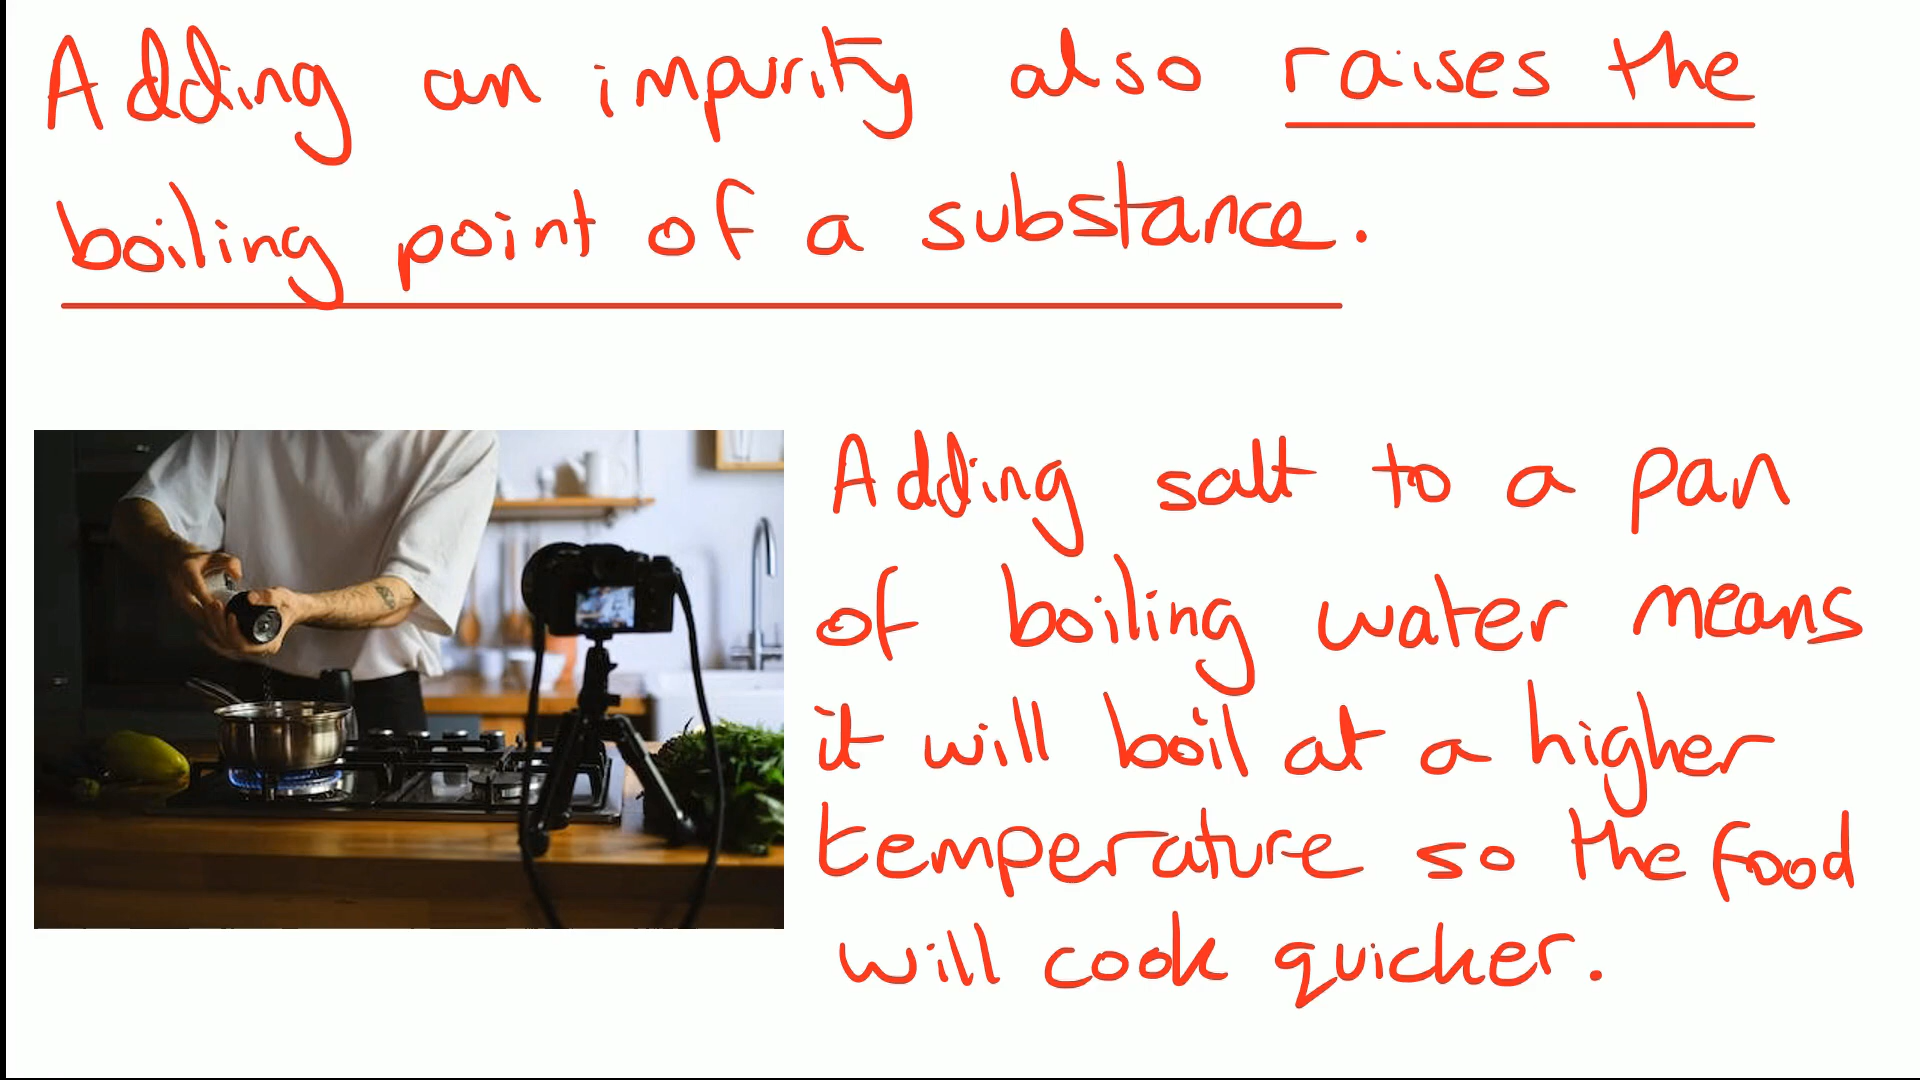 Adding an impurity also raises the
boiling point of a substance.
Adding salt to a pan
of boiling water means
it will boil at a higher
temperature so the food
will cook quicker.